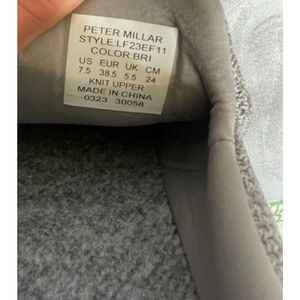 PETER MILLAR
STYLE:LF23EF11
COLOR:BRI
US EUR UK CM
7.5 38.5 5.5 24
KNIT UPPER
MADE IN CHINA
0323 30058